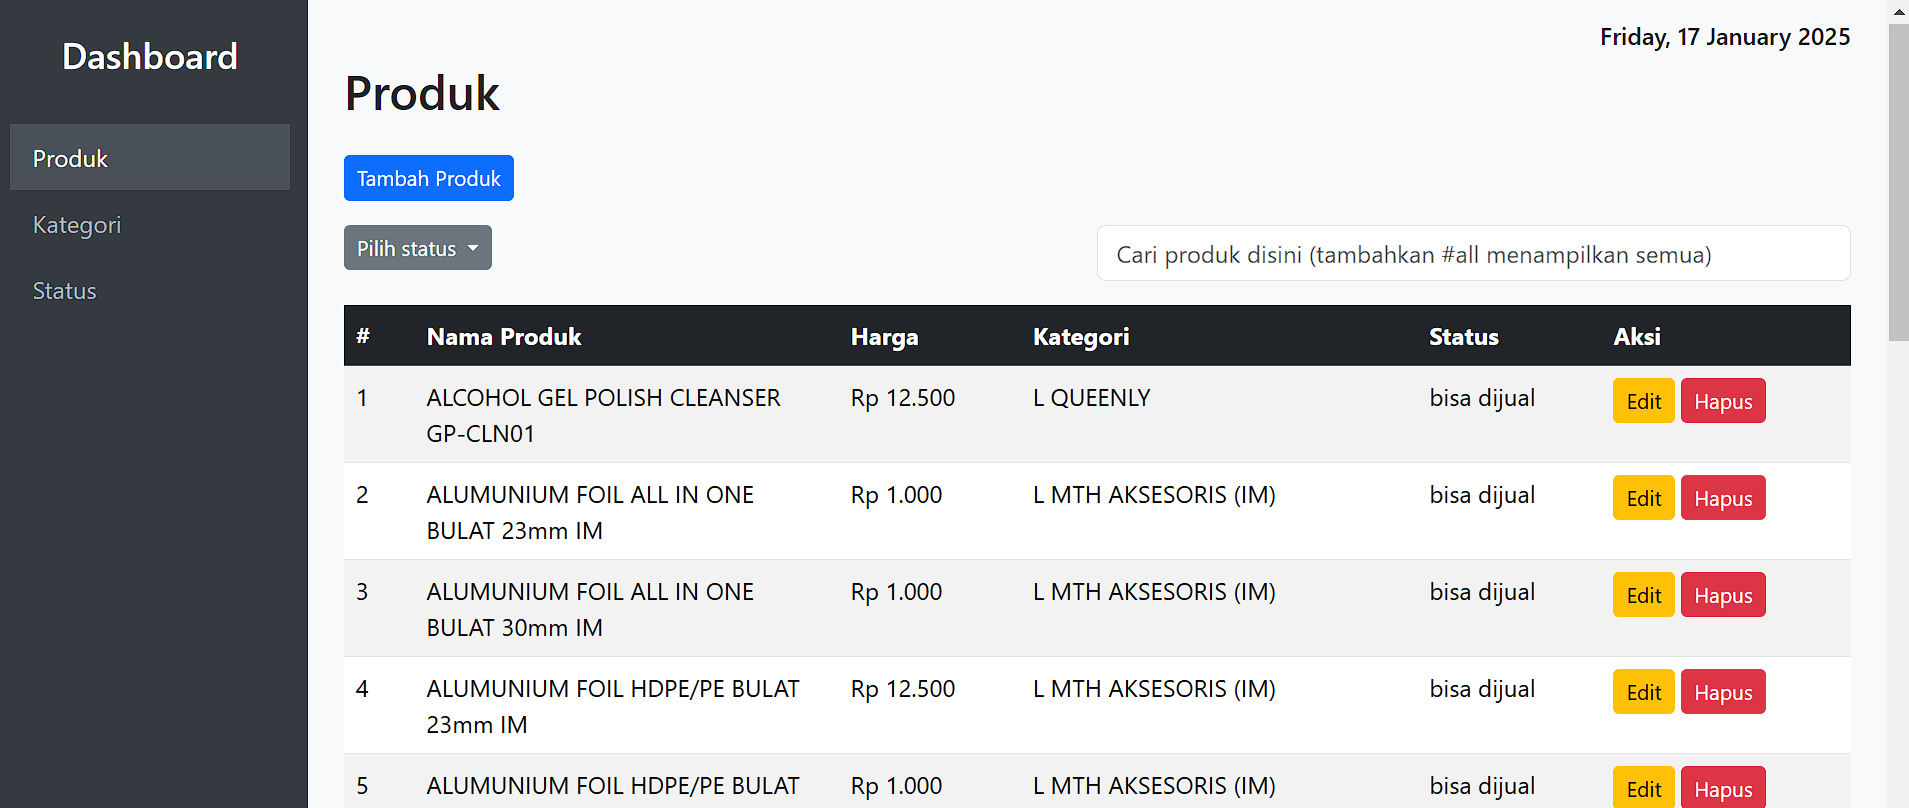 Dashboard
Produk
Kategori
Status
Friday, 17 January 2025
Produk
Tambah Produk
Pilih status
Cari produk disini (tambahkan #all menampilkan semua)
# Nama Produk Harga Kategori Status Aksi
1 ALCOHOL GEL POLISH CLEANSER Rp 12.500 L QUEENLY bisa dijual Edit Hapus
GP-CLN01
2 ALUMUNIUM FOIL ALL IN ONE Rp 1.000 L MTH AKSESORIS (IM) bisa dijual Edit Hapus
BULAT 23mm IM
3 ALUMUNIUM FOIL ALL IN ONE Rp 1.000 L MTH AKSESORIS (IM) bisa dijual Edit Hapus
BULAT 30mm IM
4 ALUMUNIUM FOIL HDPE/PE BULAT Rp 12.500 L MTH AKSESORIS (IM) bisa dijual Edit Hapus
23mm IM
5 ALUMUNIUM FOIL HDPE/PE BULAT Rp 1.000 L MTH AKSESORIS (IM) bisa dijual Edit Hapus